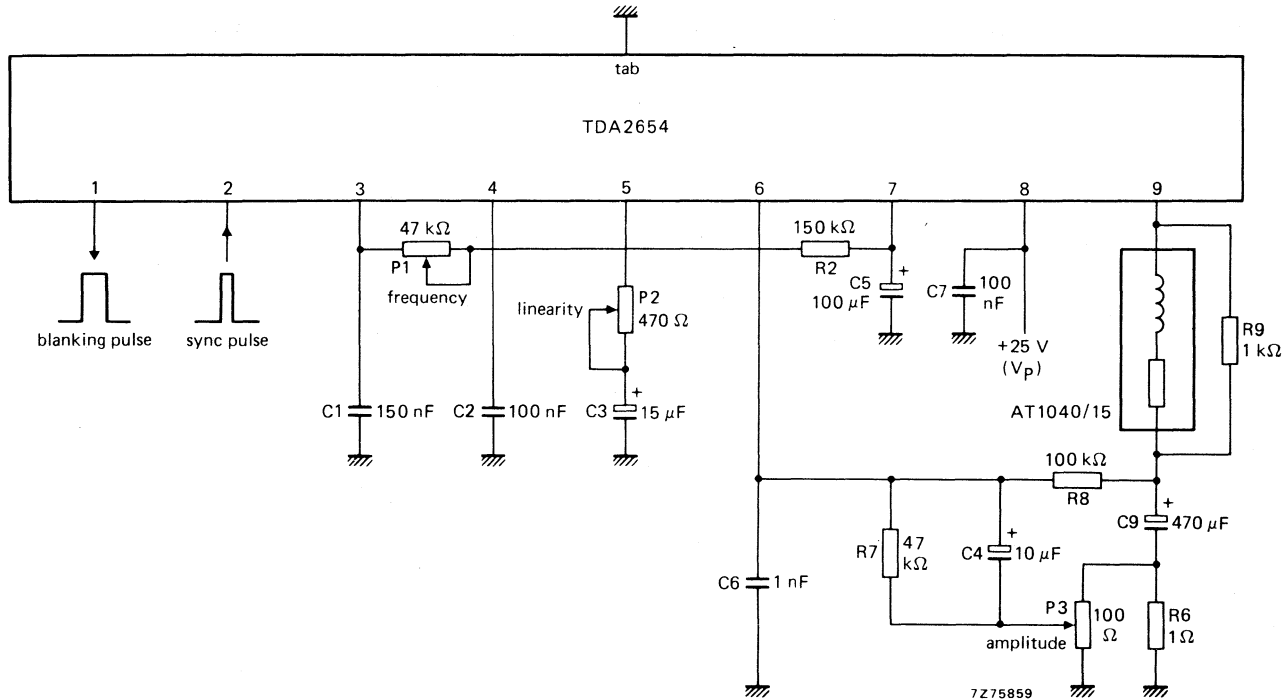 tab
TDA2654
1 2 3 4 5 6 7 8 9
47 kΩ
P1
frequency
150 kΩ
R2
C5
+
100 µF
C7
100
nF
linearity
P2
470 Ω
blanking pulse
sync pulse
+25 V
(Vp)
R9
1 kΩ
C1
150 nF
C2
100 nF
C3
+
15 µF
AT1040/15
100 kΩ
R8
C9
+
470 µF
R7
47
kΩ
C4
+
10 µF
C6
1 nF
P3
100
Ω
R6
1Ω
amplitude
7Z75859